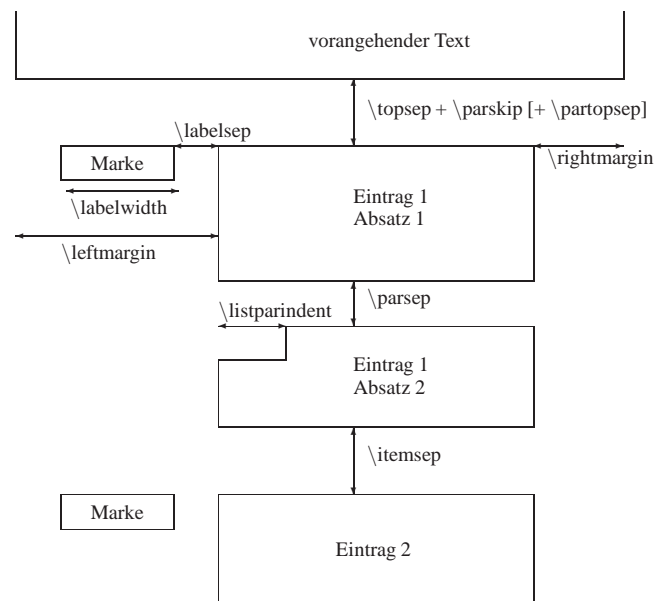 vorangehender Text
\topsep + \parskip [+ \partopsep]
\labelsep
Marke
\rightmargin
\labelwidth
Eintrag 1
Absatz 1
\leftmargin
\parsep
\listparindent
Eintrag 1
Absatz 2
\itemsep
Marke
Eintrag 2